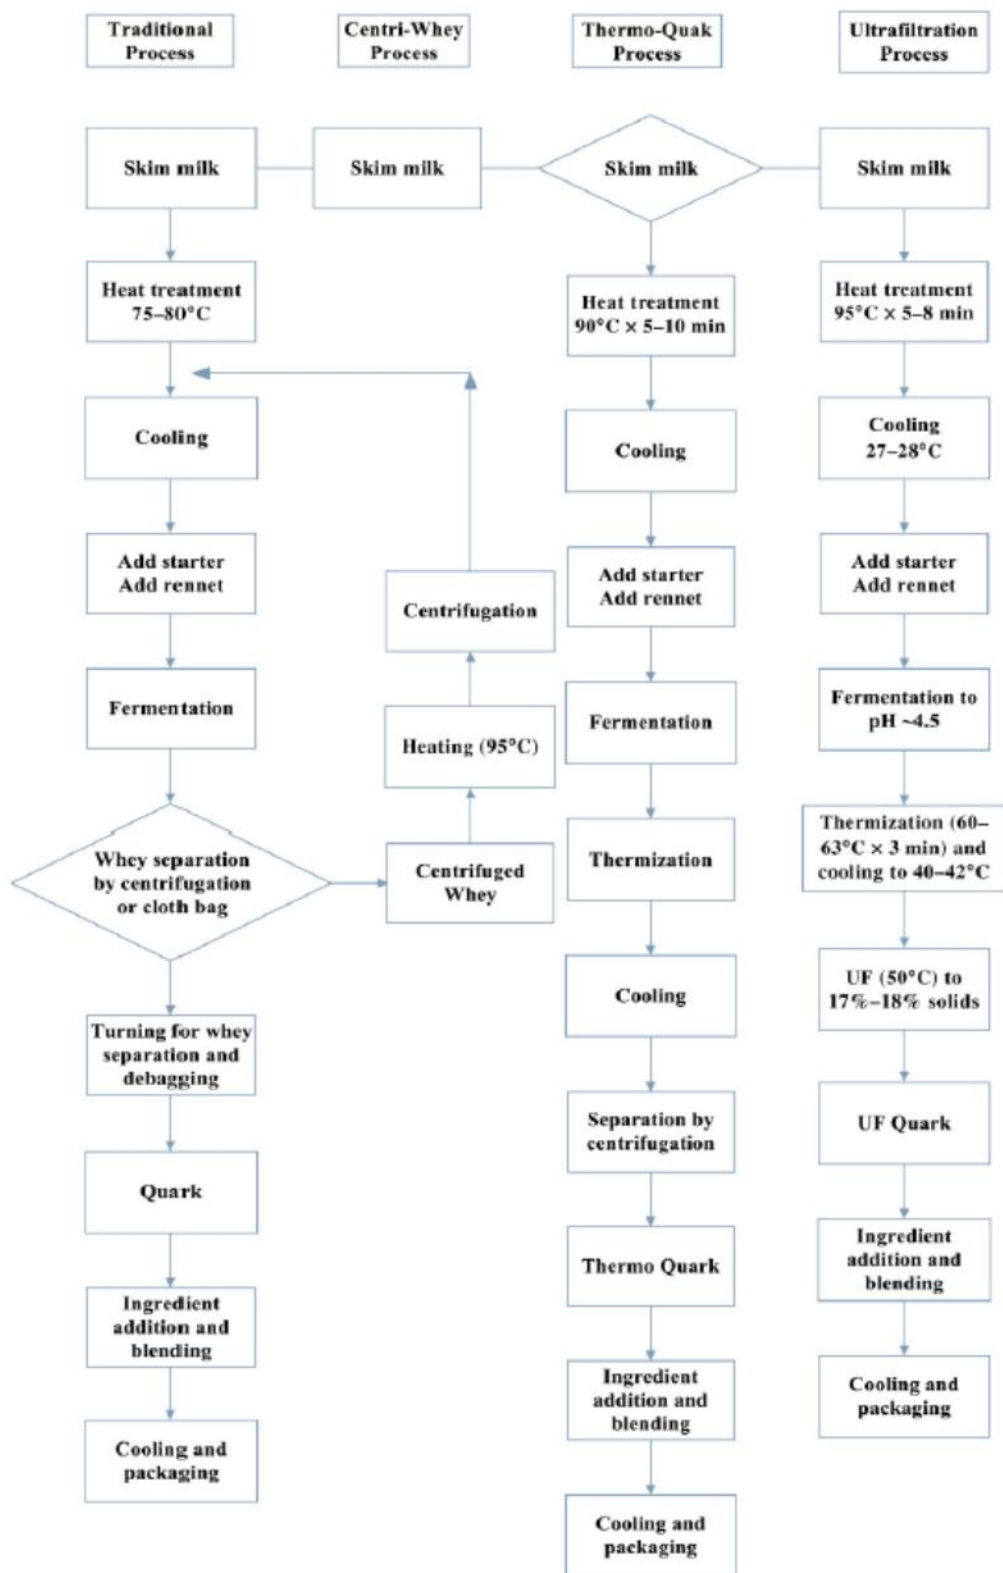 Traditional
Process
Centri-Whey
Process
Thermo-Quak
Process
Ultrafiltration
Process
Skim milk
Skim milk
Skim milk
Skim milk
Heat treatment
75–80°C
Cooling
Add starter
Add rennet
Fermentation
Whey separation
by centrifugation
or cloth bag
Turning for whey
separation and
debagging
Quark
Ingredient
addition and
blending
Cooling and
packaging
Centrifugation
Heating (95°C)
Centrifuged
Whey
Heat treatment
90°C × 5–10 min
Cooling
Add starter
Add rennet
Fermentation
Thermization
Cooling
Separation by
centrifugation
Thermo Quark
Ingredient
addition and
blending
Cooling and
packaging
Heat treatment
95°C × 5–8 min
Cooling
27–28°C
Add starter
Add rennet
Fermentation to
pH ~4.5
Thermization (60–
63°C × 3 min) and
cooling to 40–42°C
UF (50°C) to
17%–18% solids
UF Quark
Ingredient
addition and
blending
Cooling and
packaging